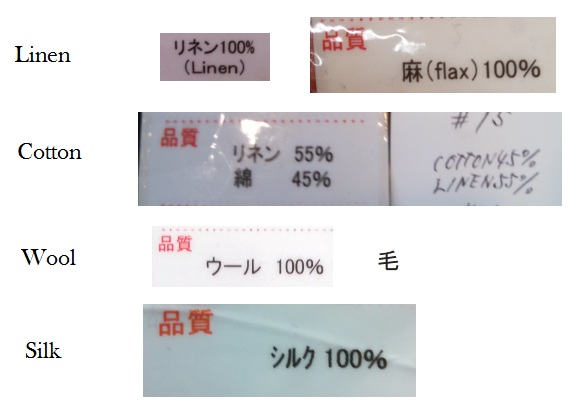 Linen
リネン100%
(Linen)
品質
麻(flax)100%
Cotton
品質
リネン 55%
綿 45%
#15
COTTON45%
LINEN55%
Wool
品質
ウール 100%
毛
Silk
品質
シルク 100%